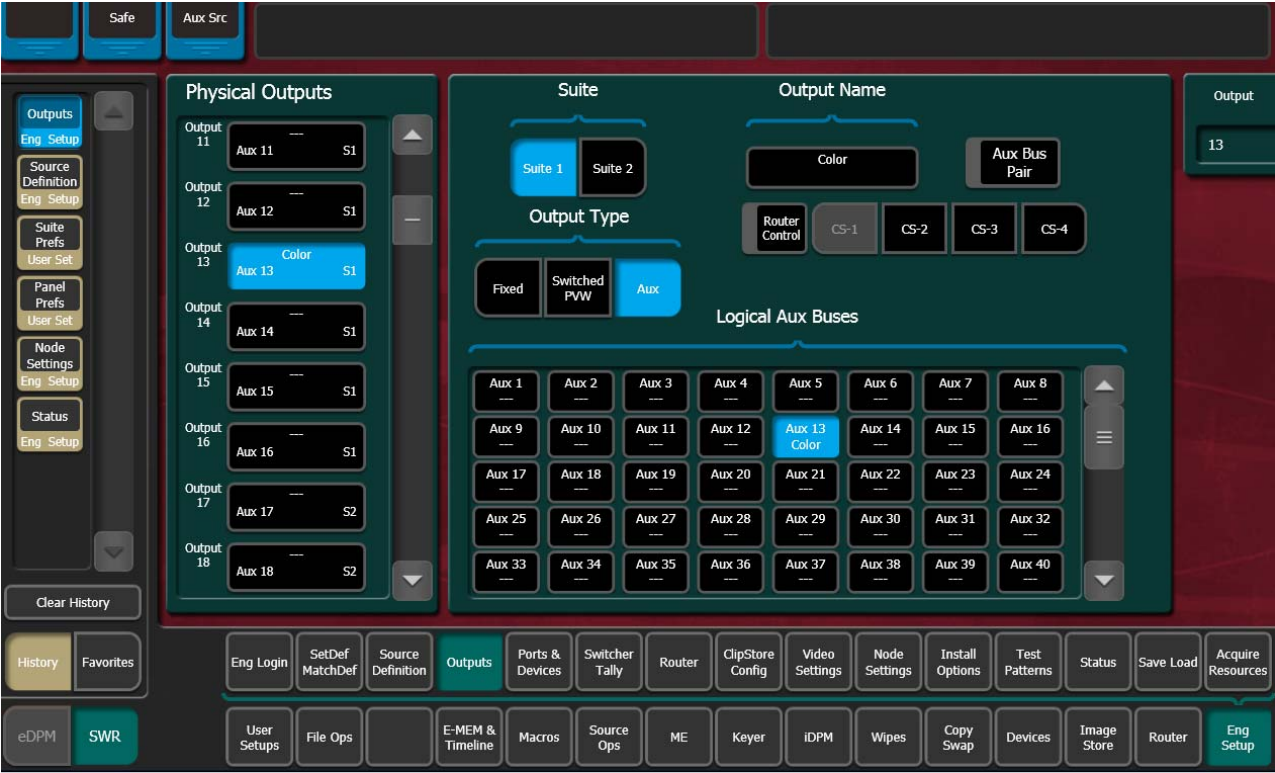 Safe
Aux Src
Outputs
Eng Setup
Source
Definition
Eng Setup
Suite
Prefs
User Set
Panel
Prefs
User Set
Node
Settings
Eng Setup
Status
Eng Setup
Clear History
History
Favorites
eDPM
SWR
Physical Outputs
Output
11
---
Aux 11 S1
Output
12
---
Aux 12 S1
Output
13
Color
Aux 13 S1
Output
14
---
Aux 14 S1
Output
15
---
Aux 15 S1
Output
16
---
Aux 16 S1
Output
17
---
Aux 17 S2
Output
18
---
Aux 18 S2
Suite
Suite 1 Suite 2
Output Type
Fixed
Switched
PVW
Aux
Output Name
Color
Aux Bus
Pair
Router
Control
CS-1 CS-2 CS-3 CS-4
Logical Aux Buses
Aux 1 Aux 2 Aux 3 Aux 4 Aux 5 Aux 6 Aux 7 Aux 8
--- --- --- --- --- --- --- ---
Aux 9 Aux 10 Aux 11 Aux 12 Aux 13 Aux 14 Aux 15 Aux 16
--- --- --- --- Color --- --- ---
Aux 17 Aux 18 Aux 19 Aux 20 Aux 21 Aux 22 Aux 23 Aux 24
--- --- --- --- --- --- --- ---
Aux 25 Aux 26 Aux 27 Aux 28 Aux 29 Aux 30 Aux 31 Aux 32
--- --- --- --- --- --- --- ---
Aux 33 Aux 34 Aux 35 Aux 36 Aux 37 Aux 38 Aux 39 Aux 40
--- --- --- --- --- --- --- ---
Output
13
Eng Login
SetDef
MatchDef
Source
Definition
Outputs
Ports &
Devices
Switcher
Tally
Router
ClipStore
Config
Video
Settings
Node
Settings
Install
Options
Test
Patterns
Status
Save Load
Acquire
Resources
User
Setups
File Ops
E-MEM &
Timeline
Macros
Source
Ops
ME
Keyer
iDPM
Wipes
Copy
Swap
Devices
Image
Store
Router
Eng
Setup